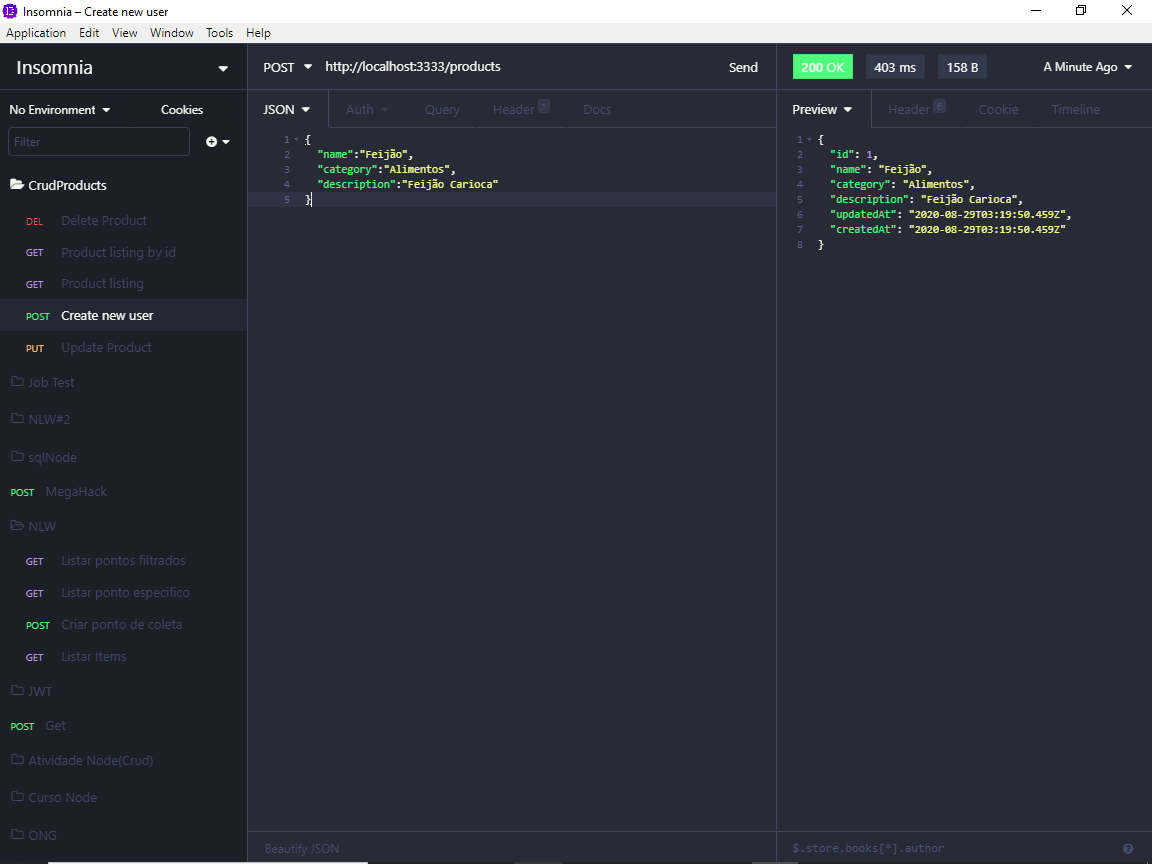 Insomnia – Create new user
Application Edit View Window Tools Help
Insomnia
No Environment Cookies
Filter
CrudProducts
DEL Delete Product
GET Product listing by id
GET Product listing
POST Create new user
PUT Update Product
Job Test
NLW#2
sqlNode
POST MegaHack
NLW
GET Listar pontos filtrados
GET Listar ponto especifico
POST Criar ponto de coleta
GET Listar Items
JWT
POST Get
Atividade Node(Crud)
Curso Node
ONG
POST http://localhost:3333/products Send
JSON Auth Query Header 1 Docs
1 {
2 "name":"Feijão",
3 "category":"Alimentos",
4 "description":"Feijão Carioca"
5 }
Beautify JSON
200 OK 403 ms 158 B A Minute Ago
Preview Header 6 Cookie Timeline
1 {
2 "id": 1,
3 "name": "Feijão",
4 "category": "Alimentos",
5 "description": "Feijão Carioca",
6 "updatedAt": "2020-08-29T03:19:50.459Z",
7 "createdAt": "2020-08-29T03:19:50.459Z"
8 }
$.store.books[*].author